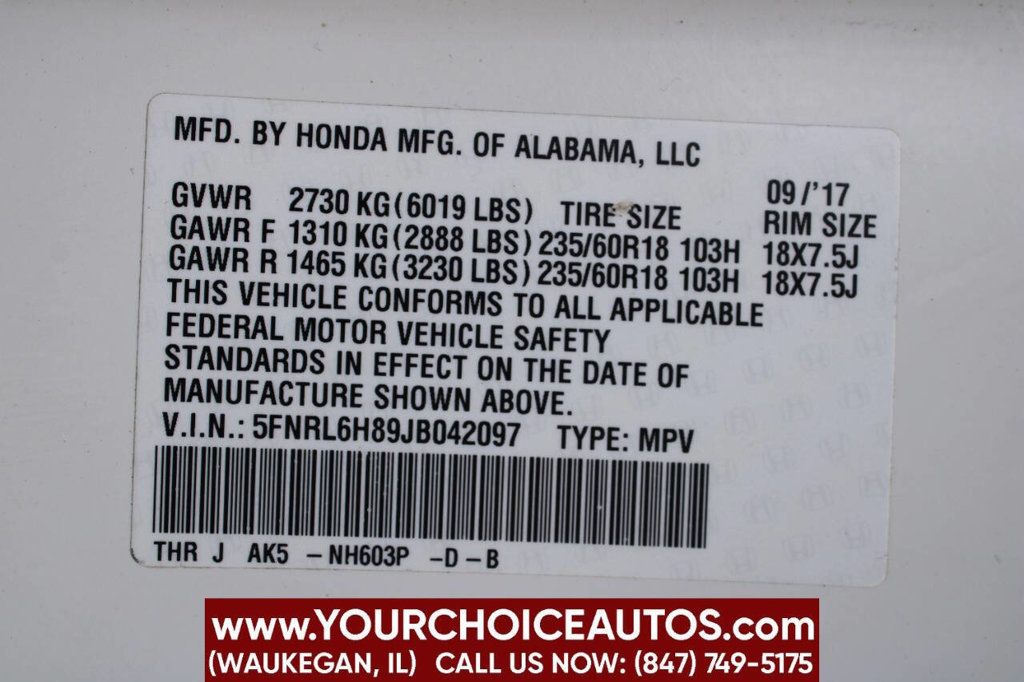 MFD. BY HONDA MFG. OF ALABAMA, LLC
09/'17
GVWR 2730 KG(6019 LBS) TIRE SIZE RIM SIZE
GAWR F 1310 KG(2888 LBS) 235/60R18 103H 18X7.5J
GAWR R 1465 KG(3230 LBS) 235/60R18 103H 18X7.5J
THIS VEHICLE CONFORMS TO ALL APPLICABLE
FEDERAL MOTOR VEHICLE SAFETY
STANDARDS IN EFFECT ON THE DATE OF
MANUFACTURE SHOWN ABOVE.
V.I.N.: 5FNRL6H89JB042097 TYPE: MPV
THR J AK5 -NH603P -D-B
www.YOURCHOICEAUTOS.com
(WAUKEGAN, IL) CALL US NOW: (847) 749-5175